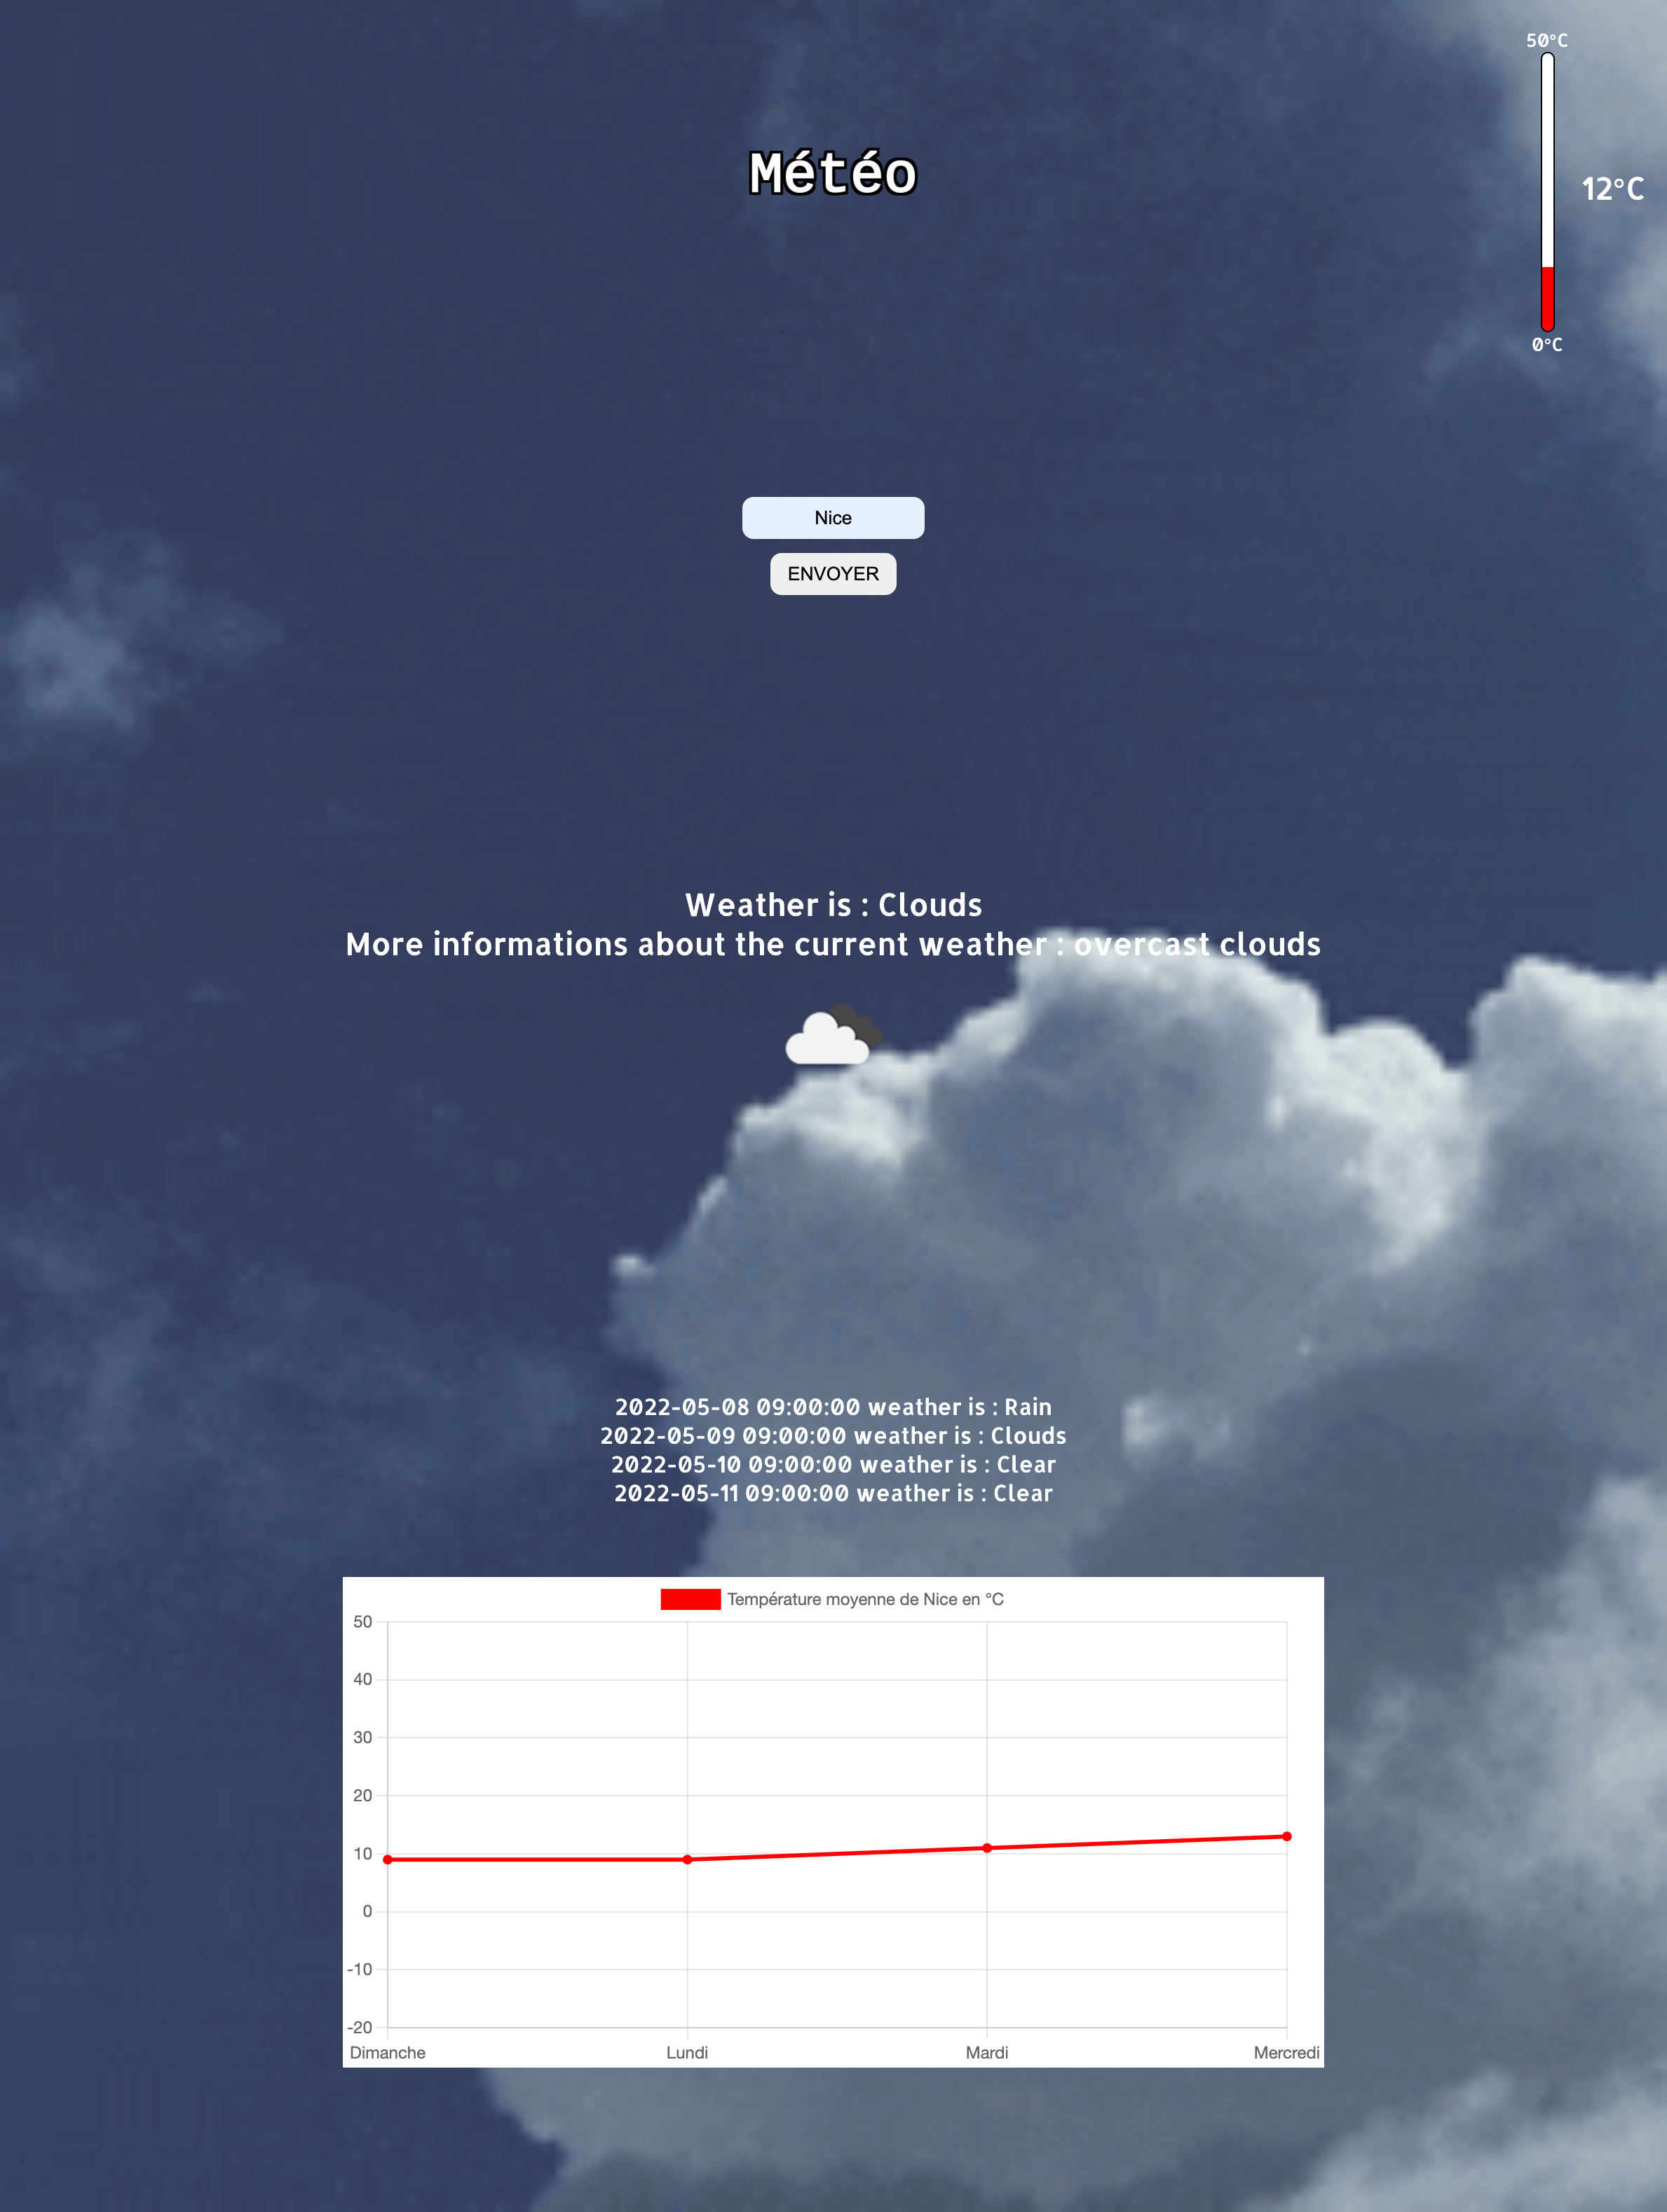 50°C
Météo
12°C
0°C
Nice
ENVOYER
Weather is : Clouds
More informations about the current weather : overcast clouds
2022-05-08 09:00:00 weather is : Rain
2022-05-09 09:00:00 weather is : Clouds
2022-05-10 09:00:00 weather is : Clear
2022-05-11 09:00:00 weather is : Clear
Température moyenne de Nice en °C
50
40
30
20
10
0
-10
-20
Dimanche Lundi Mardi Mercredi